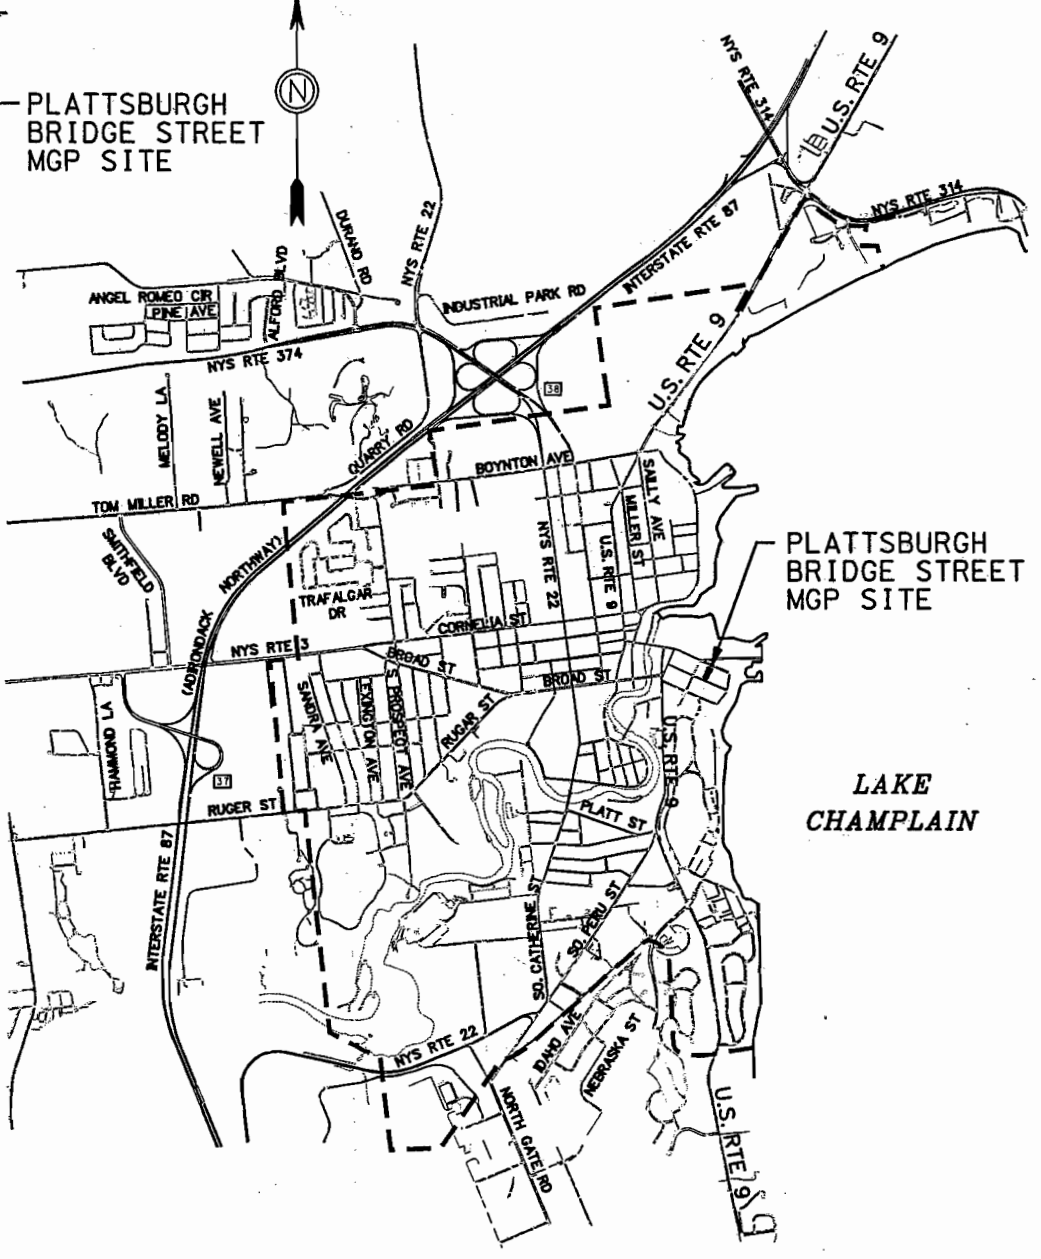 N
PLATTSBURGH
BRIDGE STREET
MGP SITE
NYS RTE 314
U.S. RTE 9
NYS RTE 314
DURAND RD
NYS RTE 22
ALFORD BLVD
INTERSTATE RTE 87
ANGEL ROMEO CIR
PINE AVE
INDUSTRIAL PARK RD
NYS RTE 374
U.S. RTE 9
38
MELODY LA
NEWELL AVE
QUARRY RD
BOYNTON AVE
SAILLY AVE
MILLER ST
TOM MILLER RD
SMITHFIELD
BLVD
NYS RTE 22
U.S. RTE 9
PLATTSBURGH
BRIDGE STREET
MGP SITE
(ADIRONDACK
NORTHWAY)
TRAFALGAR
DR
CORNELIA ST
NYS RTE 3
BROAD ST
BROAD ST
HAMMOND LA
SANDRA AVE
LEXINGTON AVE
S PROSPECT AVE
RUGAR ST
U.S. RTE 9
37
LAKE
CHAMPLAIN
RUGER ST
PLATT ST
INTERSTATE RTE 87
SO. CATHERINE ST
SO. PERU ST
NYS RTE 22
IDAHO AVE
NEBRASKA ST
NORTH GATE RD
U.S. RTE 9